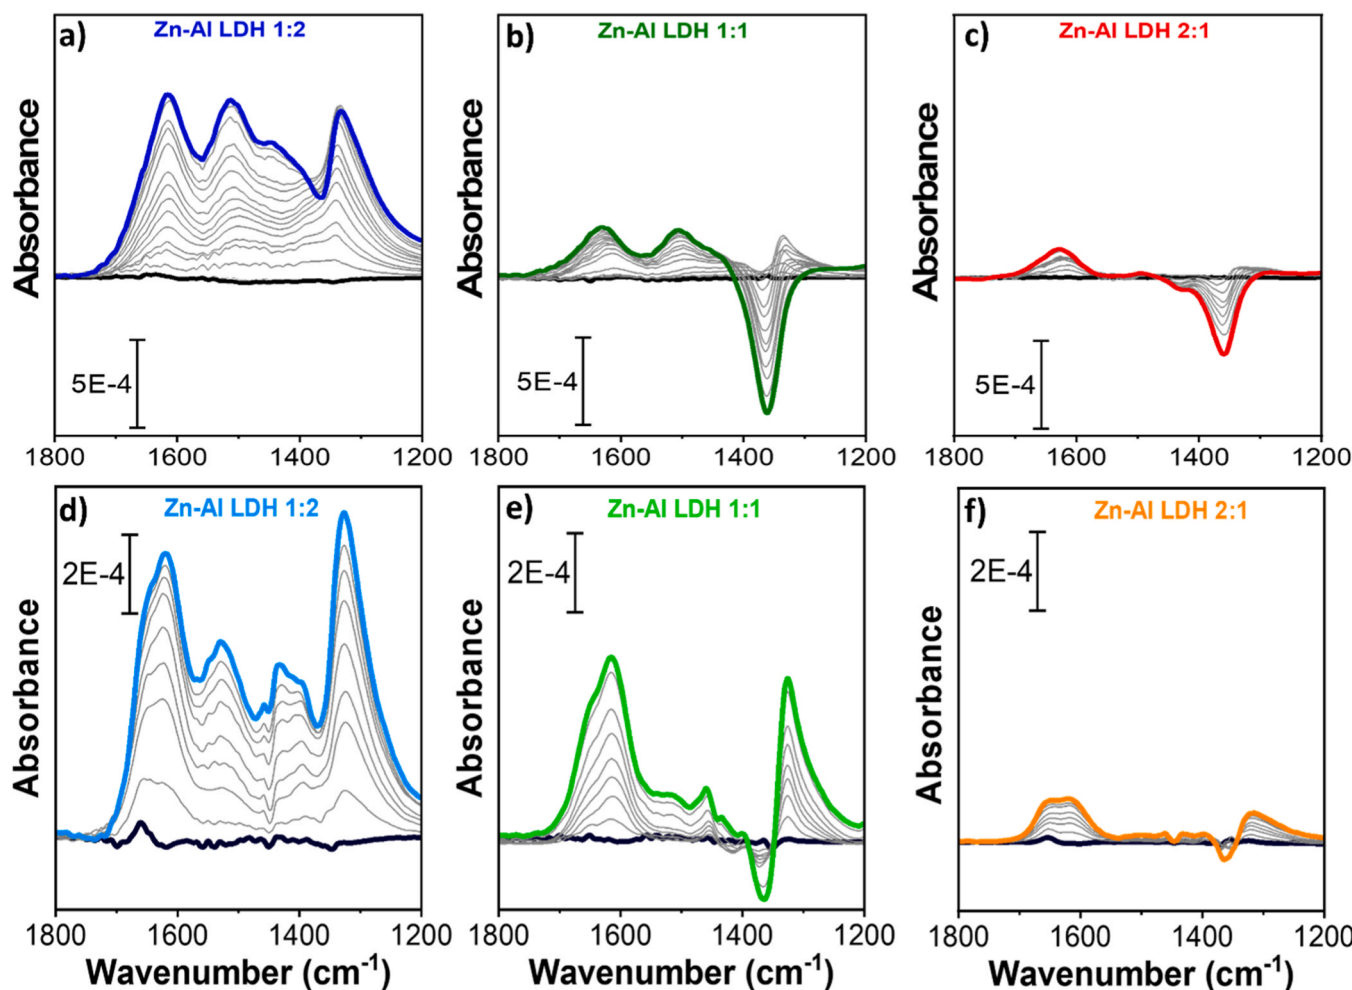 a) Zn-Al LDH 1:2
Absorbance
5E-4
1800 1600 1400 1200
b) Zn-Al LDH 1:1
Absorbance
5E-4
1800 1600 1400 1200
c) Zn-Al LDH 2:1
Absorbance
5E-4
1800 1600 1400 1200
d) Zn-Al LDH 1:2
2E-4
Absorbance
1800 1600 1400 1200
Wavenumber (cm⁻¹)
e) Zn-Al LDH 1:1
2E-4
Absorbance
1800 1600 1400 1200
Wavenumber (cm⁻¹)
f) Zn-Al LDH 2:1
2E-4
Absorbance
1800 1600 1400 1200
Wavenumber (cm⁻¹)